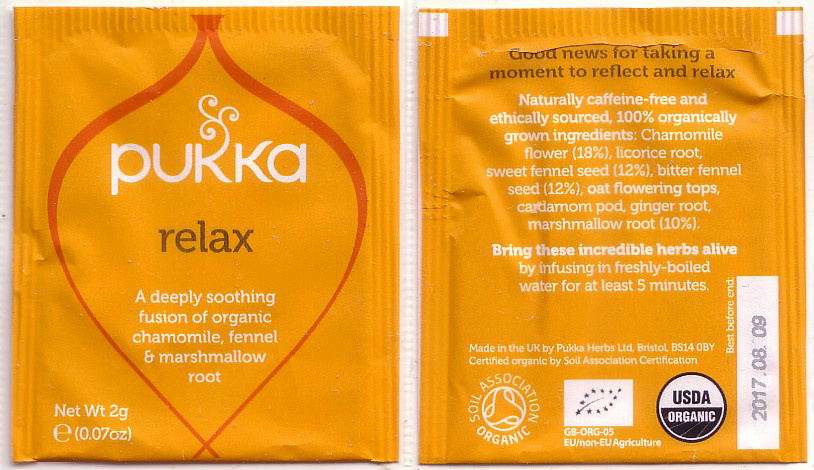 pukka
relax
A deeply soothing
fusion of organic
chamomile, fennel
& marshmallow
root
Net Wt 2g
℮ (0.07oz)
Good news for taking a
moment to reflect and relax
Naturally caffeine-free and
ethically sourced, 100% organically
grown ingredients: Chamomile
flower (18%), licorice root,
sweet fennel seed (12%), bitter fennel
seed (12%), oat flowering tops,
cardamom pod, ginger root,
marshmallow root (10%).
Bring these incredible herbs alive
by infusing in freshly-boiled
water for at least 5 minutes.
Best before end:
2017.08.09
Made in the UK by Pukka Herbs Ltd, Bristol, BS14 0BY
Certified organic by Soil Association Certification
SOIL ASSOCIATION
ORGANIC
GB-ORG-05
EU/non-EU Agriculture
USDA
ORGANIC